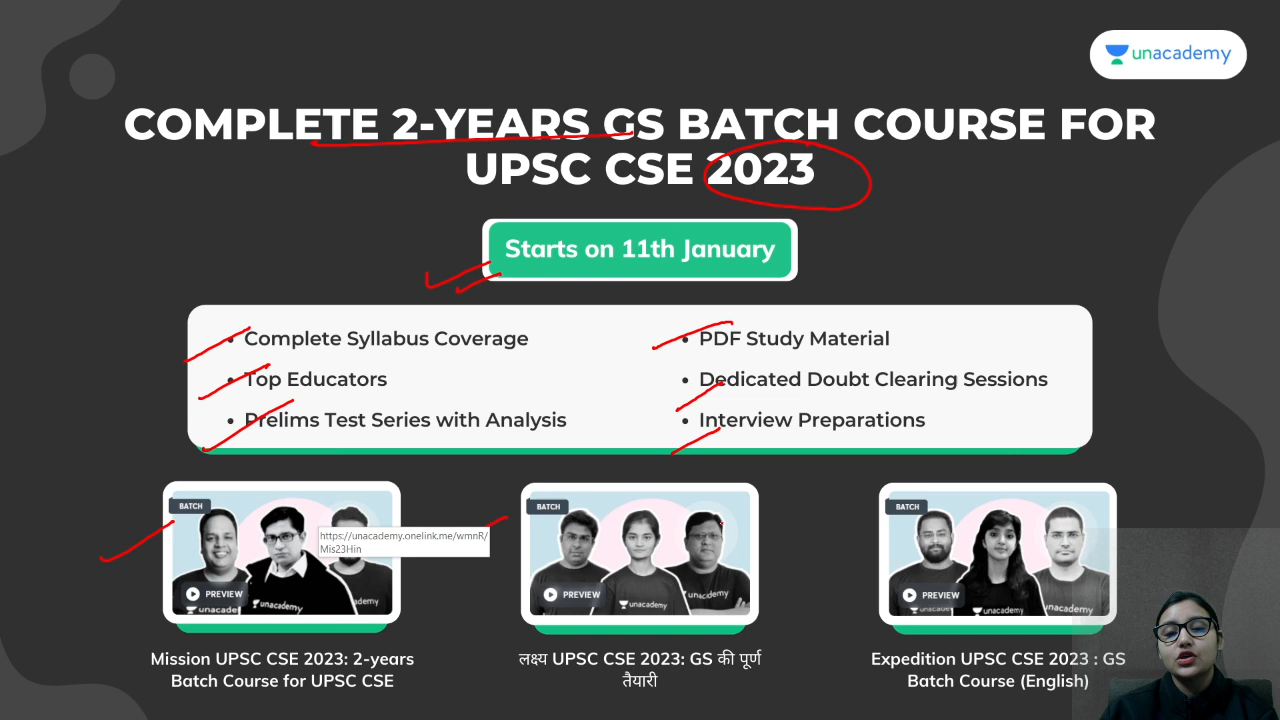 unacademy
COMPLETE 2-YEARS GS BATCH COURSE FOR
UPSC CSE 2023
Starts on 11th January
• Complete Syllabus Coverage
• Top Educators
• Prelims Test Series with Analysis
• PDF Study Material
• Dedicated Doubt Clearing Sessions
• Interview Preparations
BATCH
https://unacademy.onelink.me/wmnR/
Mis23Hin
PREVIEW
unacademy
unacademy
Mission UPSC CSE 2023: 2-years
Batch Course for UPSC CSE
BATCH
PREVIEW
unacademy
लक्ष्य UPSC CSE 2023: GS की पूर्ण
तैयारी
BATCH
PREVIEW
unacademy
Expedition UPSC CSE 2023 : GS
Batch Course (English)